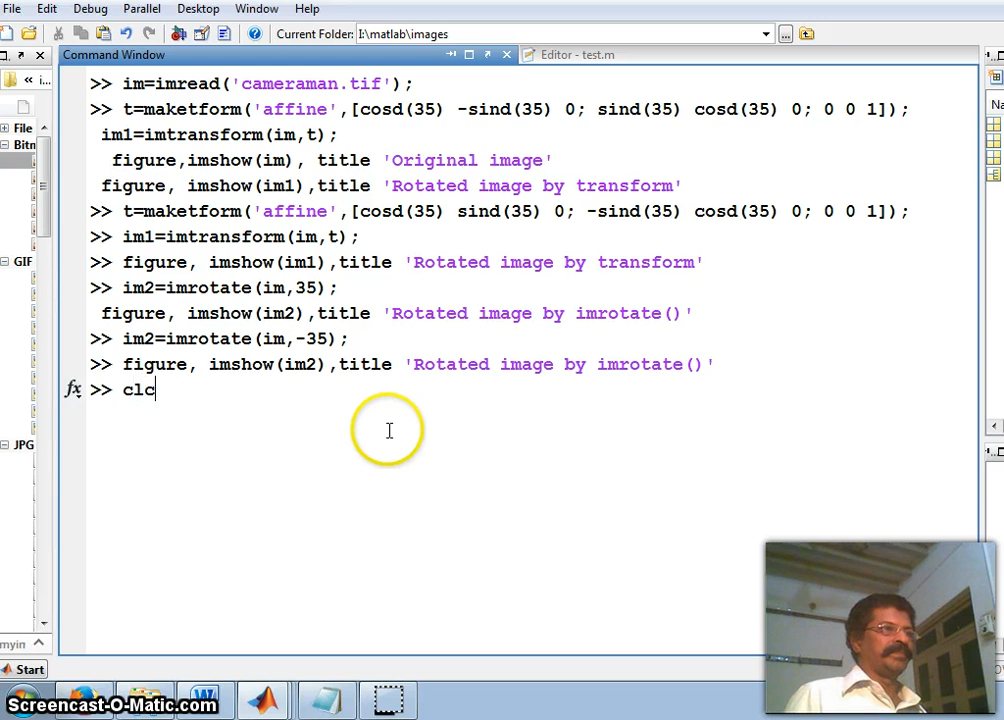 File Edit Debug Parallel Desktop Window Help
Current Folder: I:\matlab\images
Command Window
Editor - test.m
« i...
File
Bitn
GIF
JPG
myin
Na
>> im=imread('cameraman.tif');
>> t=maketform('affine',[cosd(35) -sind(35) 0; sind(35) cosd(35) 0; 0 0 1]);
im1=imtransform(im,t);
figure,imshow(im), title 'Original image'
figure, imshow(im1),title 'Rotated image by transform'
>> t=maketform('affine',[cosd(35) sind(35) 0; -sind(35) cosd(35) 0; 0 0 1]);
>> im1=imtransform(im,t);
>> figure, imshow(im1),title 'Rotated image by transform'
>> im2=imrotate(im,35);
figure, imshow(im2),title 'Rotated image by imrotate()'
>> im2=imrotate(im,-35);
>> figure, imshow(im2),title 'Rotated image by imrotate()'
fx >> clc
Start
Screencast-O-Matic.com